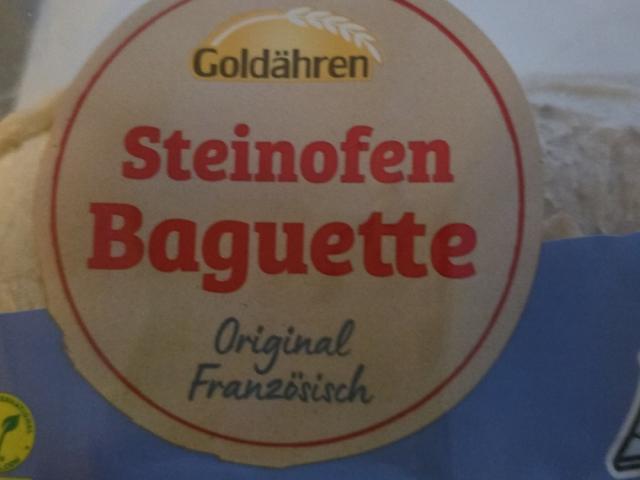 Goldähren
Steinofen
Baguette
Original
Französisch